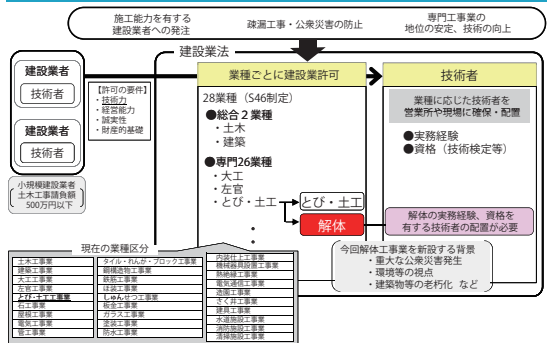 施工能力を有する
建設業者への発注
疎漏工事・公衆災害の防止
専門工事業の
地位の安定、技術の向上
建設業法
建設業者
技術者
建設業者
技術者
小規模建設業者
土木工事請負額
500万円以下
【許可の要件】
・技術力
・経営能力
・誠実性
・財産的基礎
業種ごとに建設業許可
28業種（S46制定）
●総合２業種
・土木
・建築
●専門26業種
・大工
・左官
・とび・土工
・
・
とび・土工
解体
技術者
業種に応じた技術者を
営業所や現場に確保・配置
●実務経験
●資格（技術検定等）
解体の実務経験、資格を
有する技術者の配置が必要
今回解体工事業を新設する背景
・重大な公衆災害発生
・環境等の視点
・建築物等の老朽化 など
現在の業種区分
土木工事業
建築工事業
大工工事業
左官工事業
とび・土工工事業
石工事業
屋根工事業
電気工事業
管工事業
タイル・れんが・ブロック工事業
鋼構造物工事業
鉄筋工事業
ほ装工事業
しゅんせつ工事業
板金工事業
ガラス工事業
塗装工事業
防水工事業
内装仕上工事業
機械器具設置工事業
熱絶縁工事業
電気通信工事業
造園工事業
さく井工事業
建具工事業
水道施設工事業
消防施設工事業
清掃施設工事業